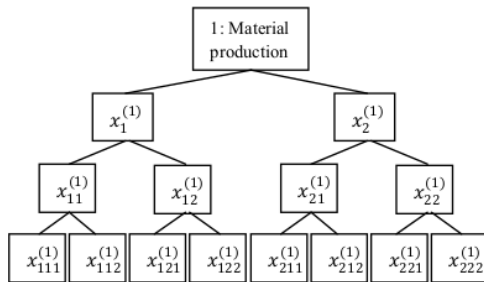 1: Material
production
x_1^{(1)} x_2^{(1)}
x_{11}^{(1)} x_{12}^{(1)} x_{21}^{(1)} x_{22}^{(1)}
x_{111}^{(1)} x_{112}^{(1)} x_{121}^{(1)} x_{122}^{(1)} x_{211}^{(1)} x_{212}^{(1)} x_{221}^{(1)} x_{222}^{(1)}